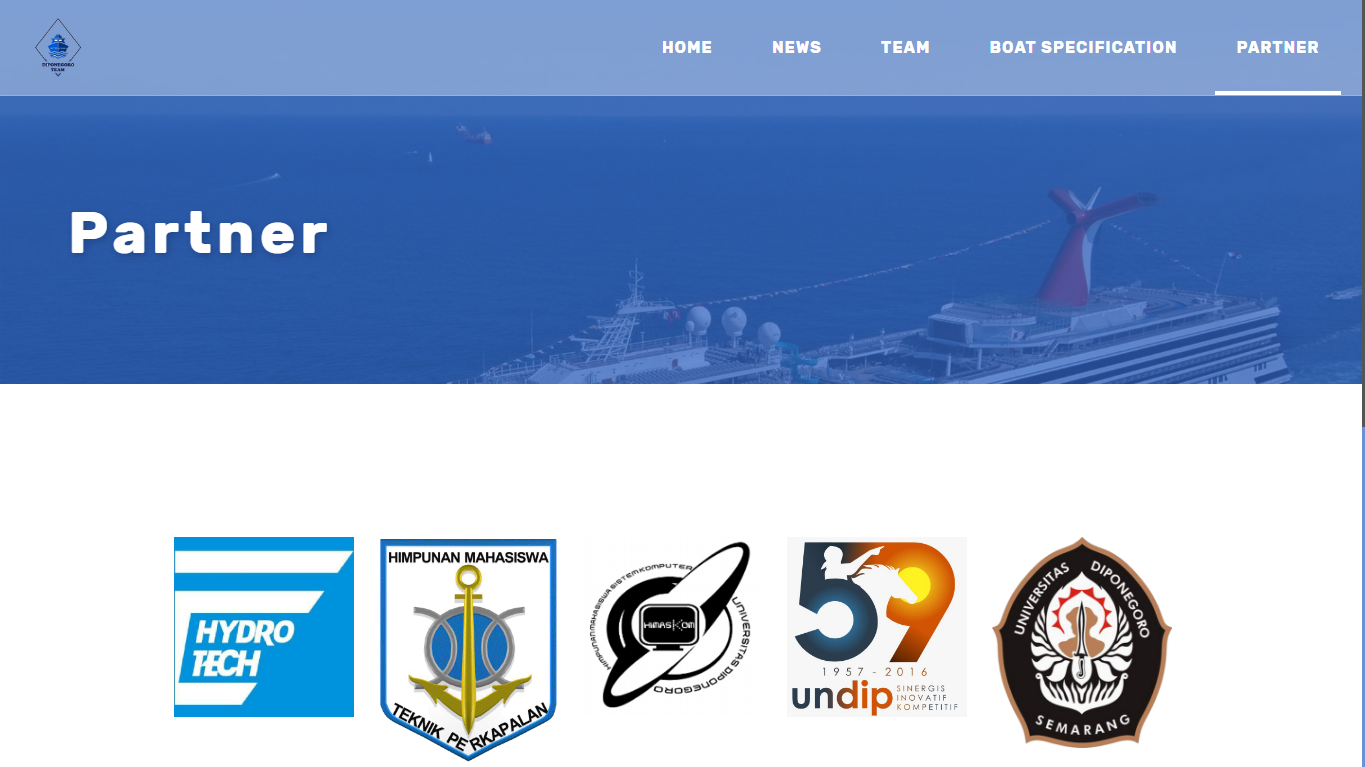 DIPONEGORO
TEAM
HOME NEWS TEAM BOAT SPECIFICATION PARTNER
Partner
HYDRO
TECH
HIMPUNAN MAHASISWA
TEKNIK PERKAPALAN
HIMPUNAN MAHASISWA SISTEM KOMPUTER
UNIVERSITAS DIPONEGORO
HIMASKOM
59
1957 - 2016
undip
SINERGIS
INOVATIF
KOMPETITIF
UNIVERSITAS DIPONEGORO
SEMARANG